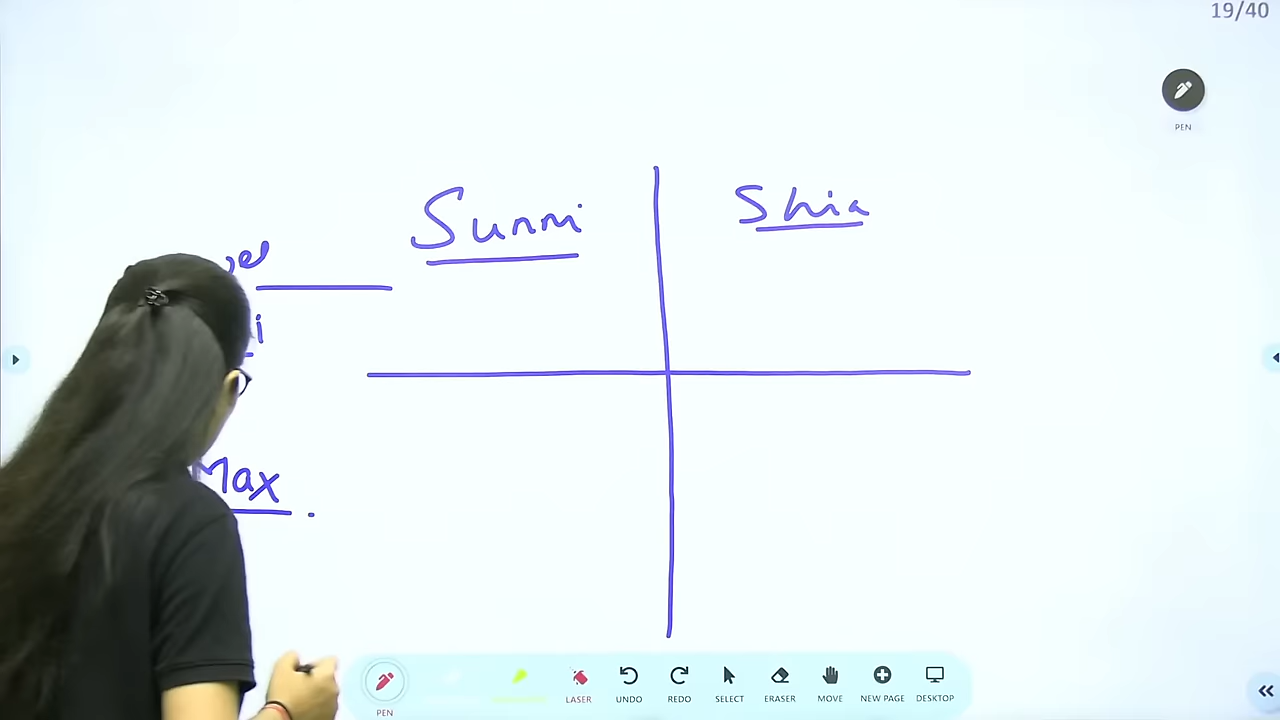 19/40
PEN
Sunni
Shia
Max .
PEN
LASER
UNDO
REDO
SELECT
ERASER
MOVE
NEW PAGE
DESKTOP